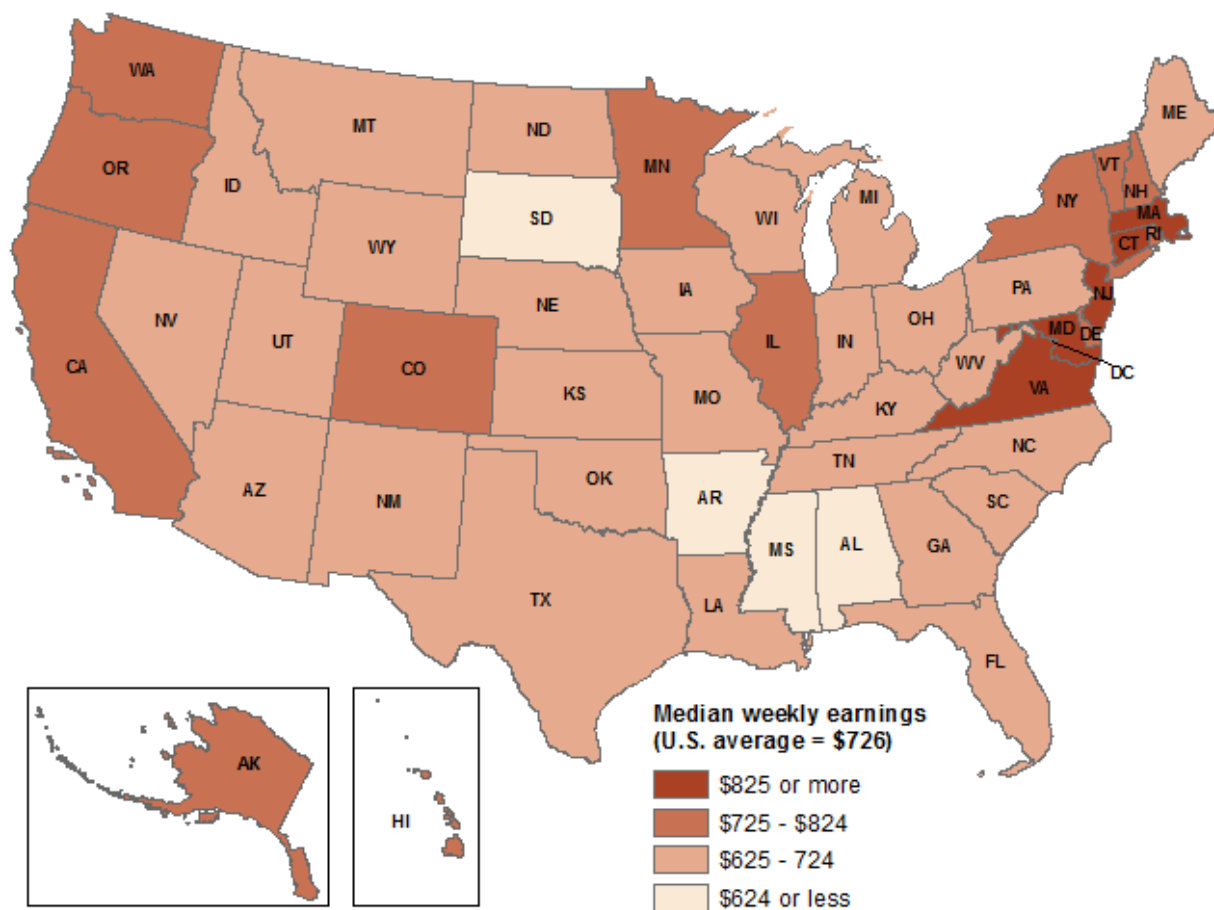 WA
MT
ND
MN
ME
OR
ID
SD
WI
MI
VT
NH
NY
MA
RI
CT
WY
IA
NE
PA
NJ
NV
UT
CO
IL
IN
OH
MD
DE
DC
CA
KS
MO
WV
VA
KY
AZ
NM
OK
AR
TN
NC
SC
MS
AL
GA
TX
LA
FL
AK
HI
Median weekly earnings
(U.S. average = $726)
$825 or more
$725 - $824
$625 - 724
$624 or less